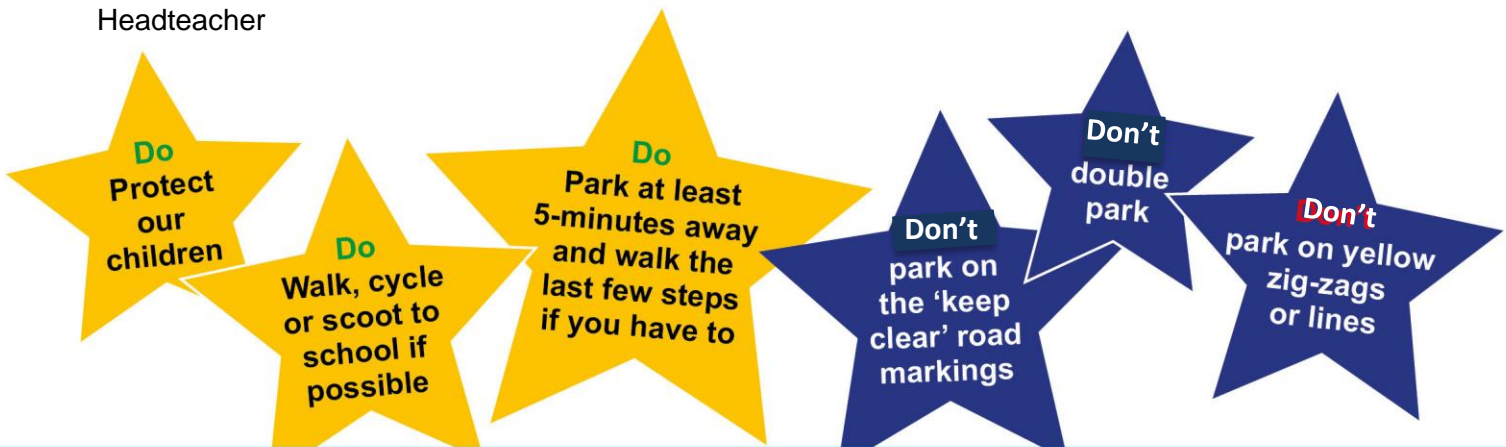 Headteacher
Do
Protect
our
children
Do
Walk, cycle
or scoot to
school if
possible
Do
Park at least
5-minutes away
and walk the
last few steps
if you have to
Don't
park on
the ‘keep
clear’ road
markings
Don't
double
park
Don't
park on yellow
zig-zags
or lines